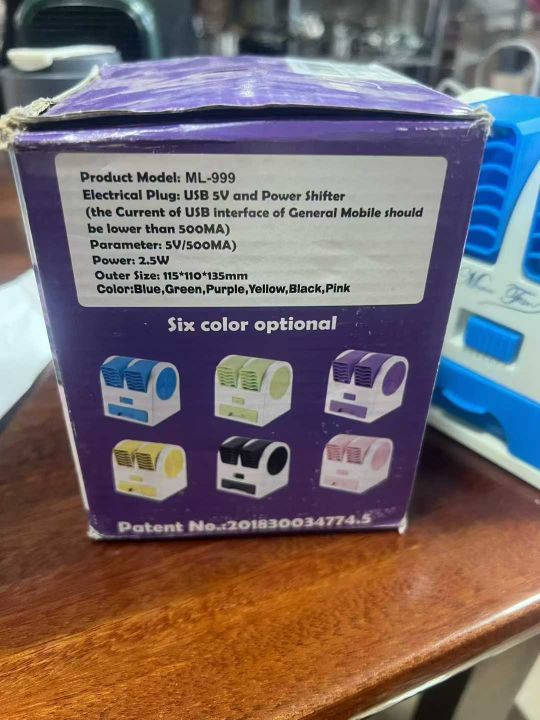 Product Model: ML-999
Electrical Plug: USB 5V and Power Shifter
(the Current of USB interface of General Mobile should
be lower than 500MA)
Parameter: 5V/500MA)
Power: 2.5W
Outer Size: 115*110*135mm
Color:Blue,Green,Purple,Yellow,Black,Pink
Six color optional
Patent No.:201830034774.5